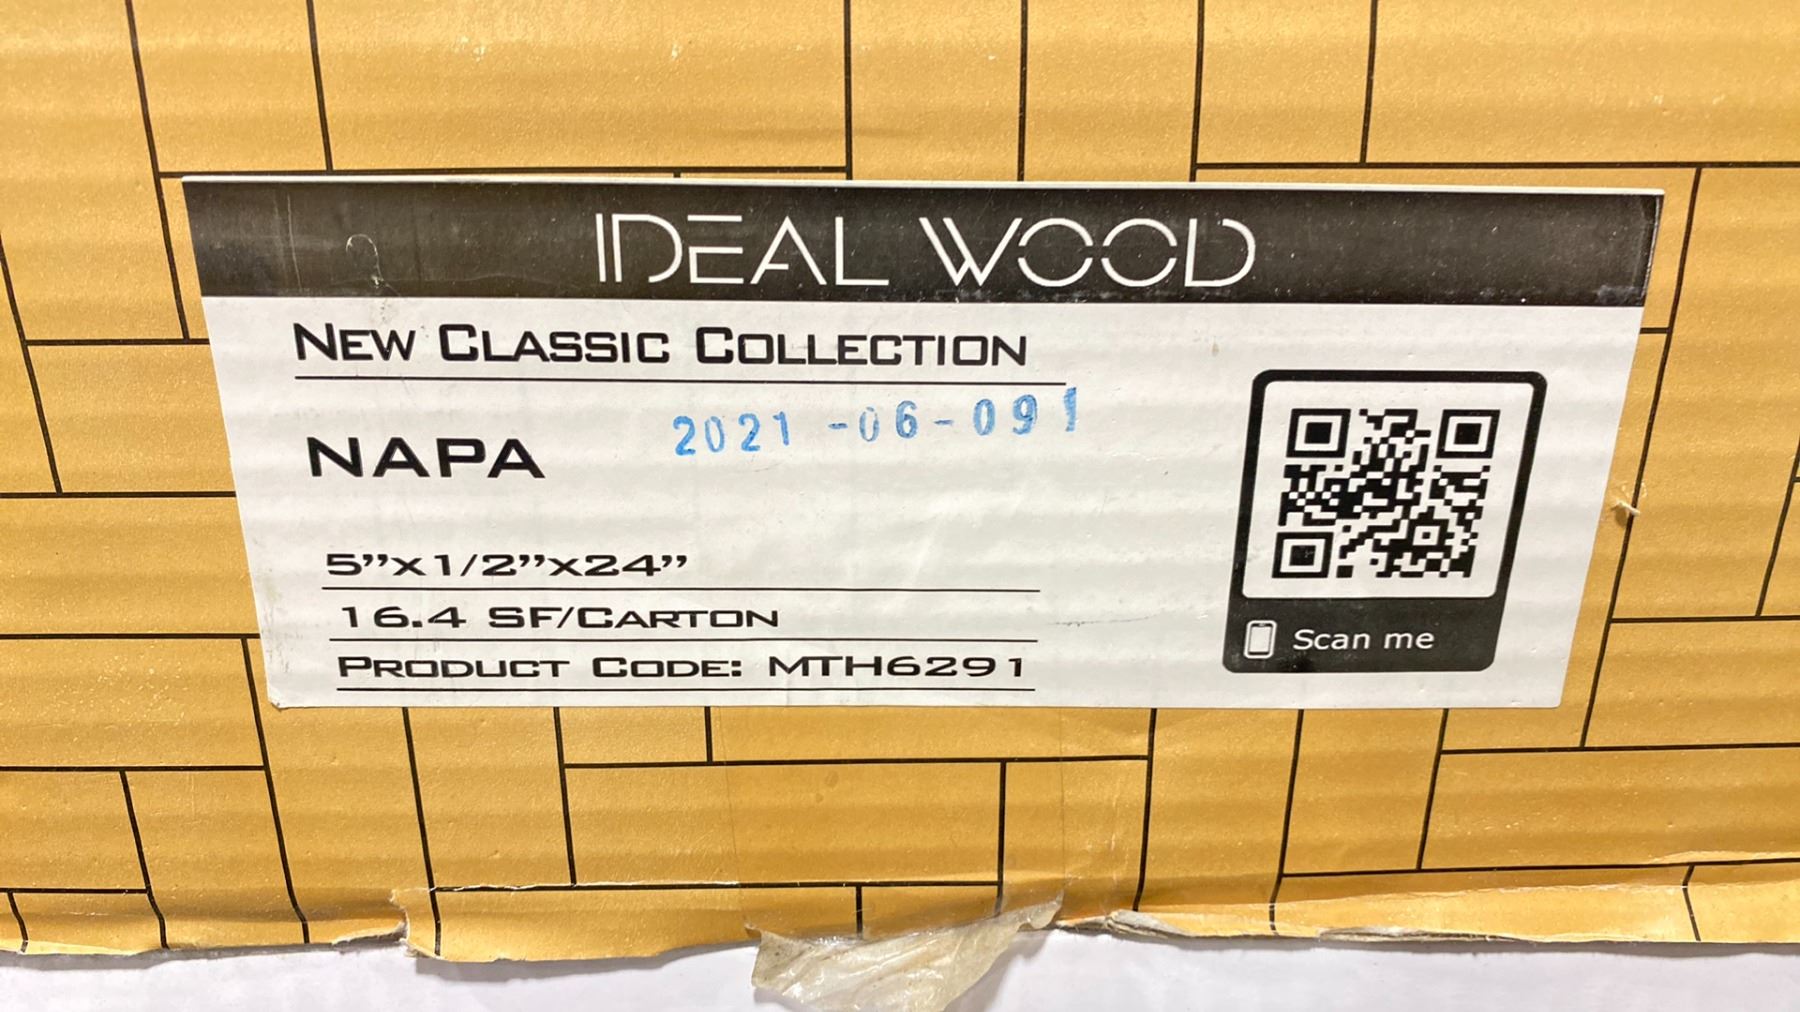 IDEAL WOOD
NEW CLASSIC COLLECTION
NAPA
2021 -06-091
5”x1/2”x24”
16.4 SF/CARTON
PRODUCT CODE: MTH6291
Scan me